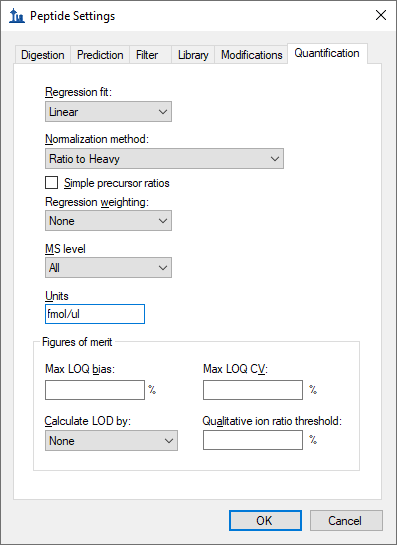 Peptide Settings
Digestion Prediction Filter Library Modifications Quantification
Regression fit:
Linear
Normalization method:
Ratio to Heavy
Simple precursor ratios
Regression weighting:
None
MS level
All
Units
fmol/ul
Figures of merit
Max LOQ bias: Max LOQ CV:
% %
Calculate LOD by: Qualitative ion ratio threshold:
None %
OK Cancel